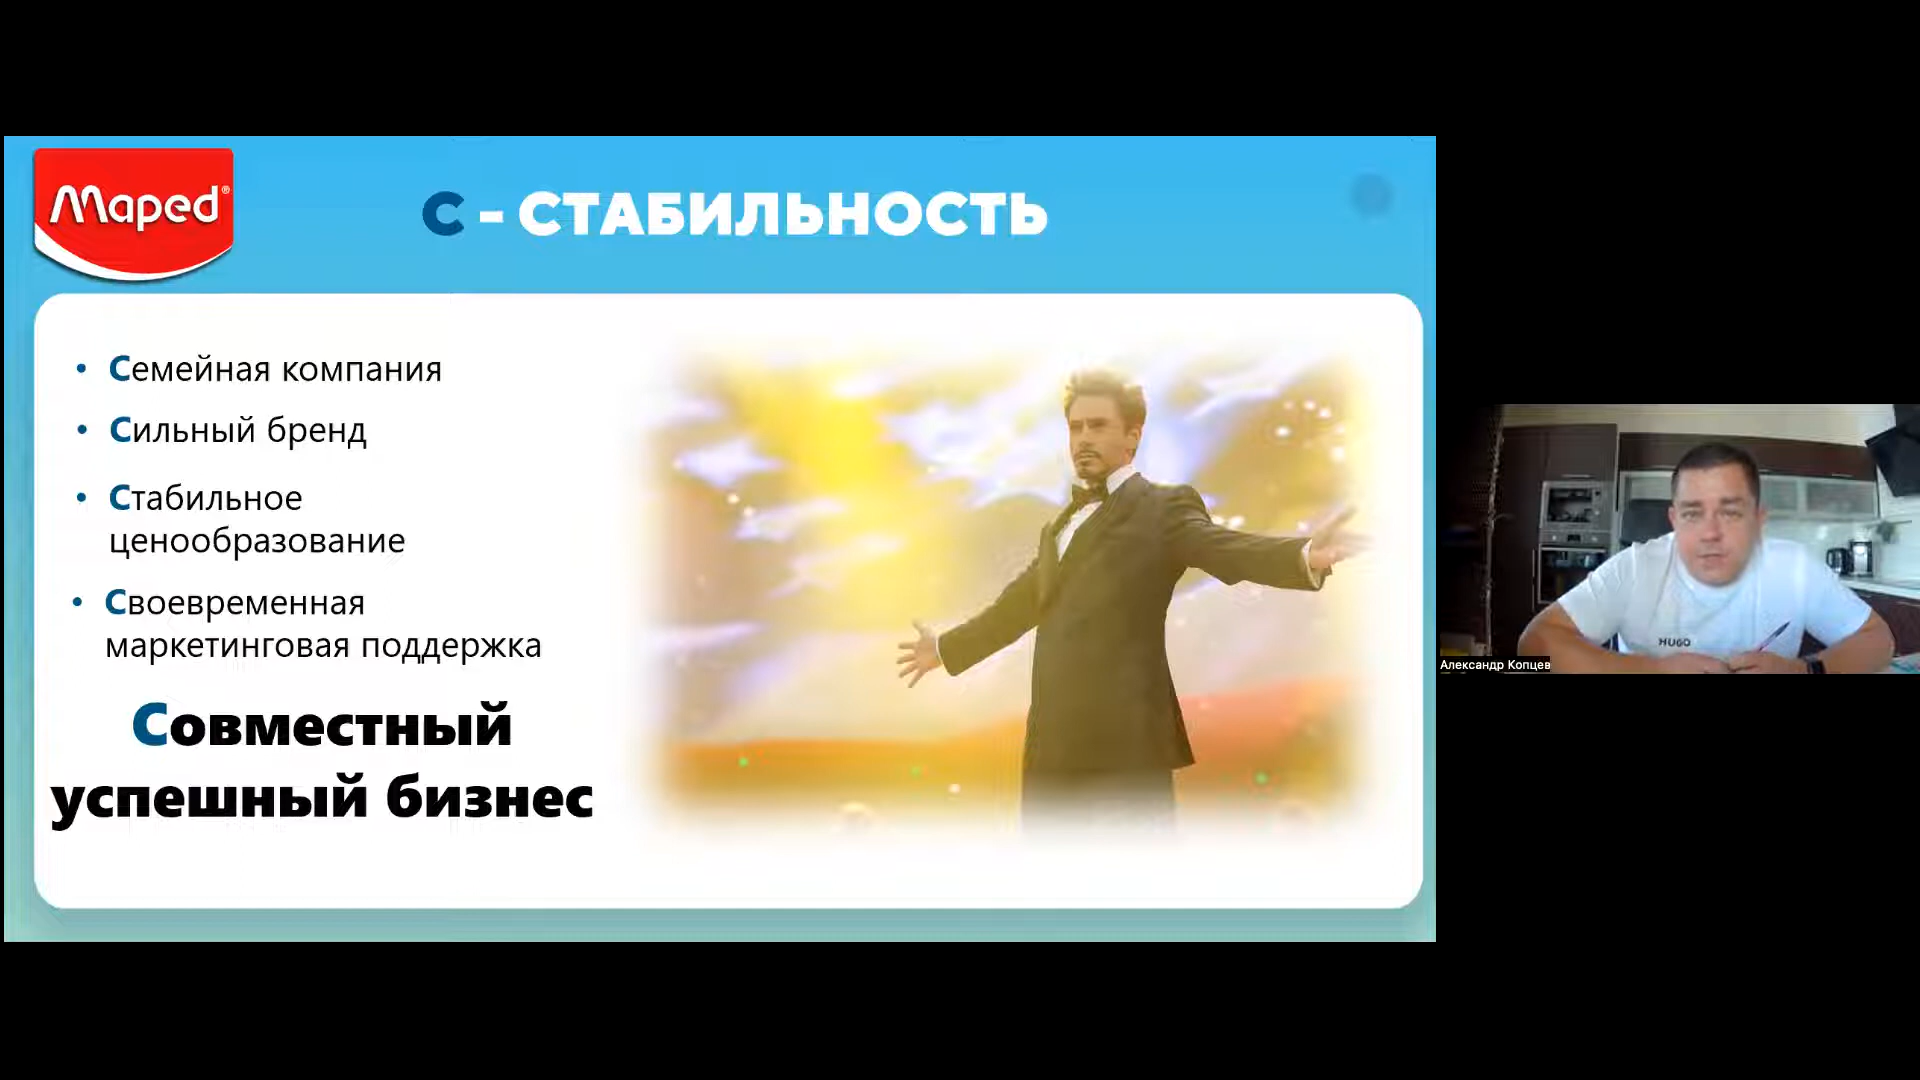 Maped®
С - СТАБИЛЬНОСТЬ
• Семейная компания
• Сильный бренд
• Стабильное
ценообразование
• Своевременная
маркетинговая поддержка
Совместный
успешный бизнес
HUGO
Александр Копцев